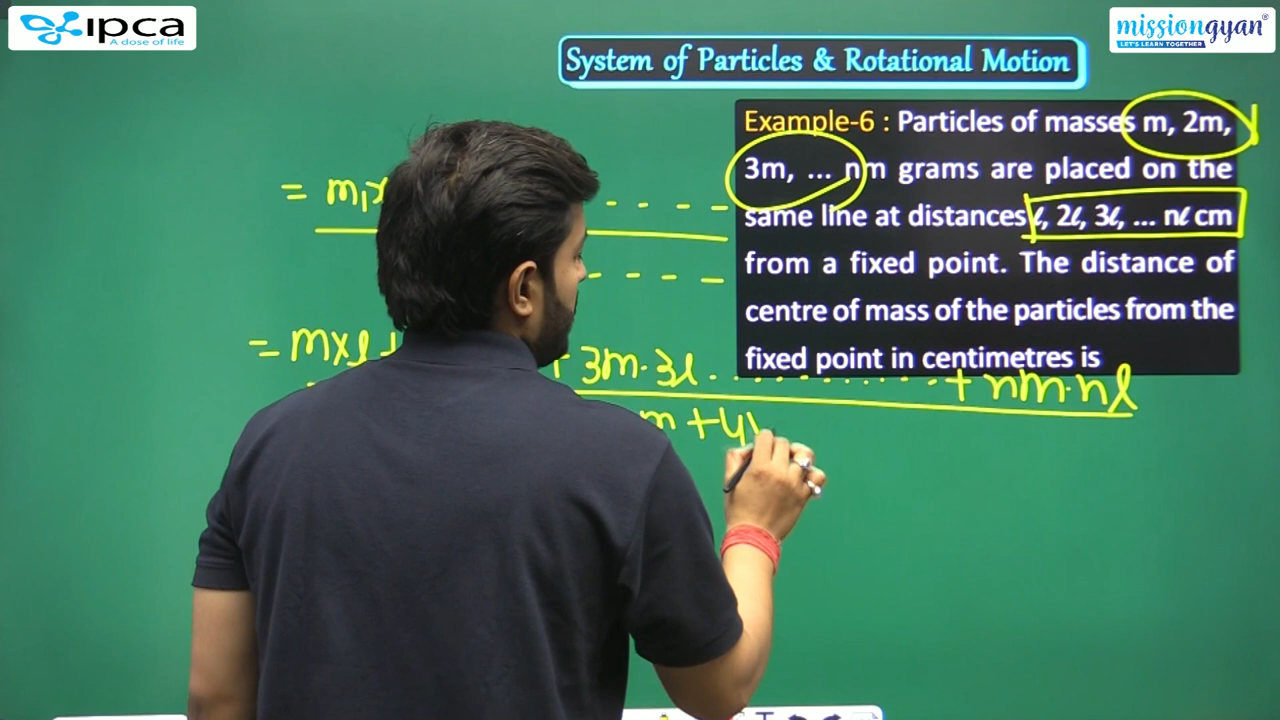 ipca
A dose of life
missiongyan®
LET'S LEARN TOGETHER
System of Particles & Rotational Motion
Example-6 : Particles of masses m, 2m,
3m, ... nm grams are placed on the
same line at distances ℓ, 2ℓ, 3ℓ, ... nℓ cm
from a fixed point. The distance of
centre of mass of the particles from the
fixed point in centimetres is
= m₁x - - - -
- - - -
= m×l + + 3m·3l ............ + nm·nl
m + 4